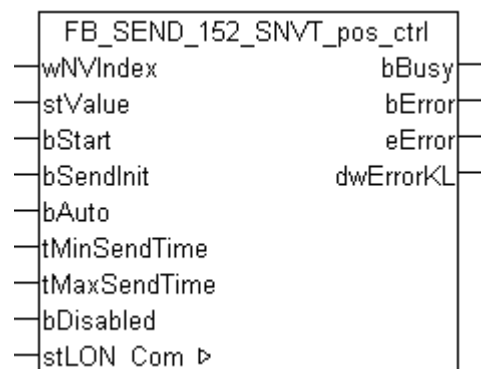 FB_SEND_152_SNVT_pos_ctrl
wNVIndex bBusy
stValue bError
bStart eError
bSendInit dwErrorKL
bAuto
tMinSendTime
tMaxSendTime
bDisabled
stLON_Com ▷